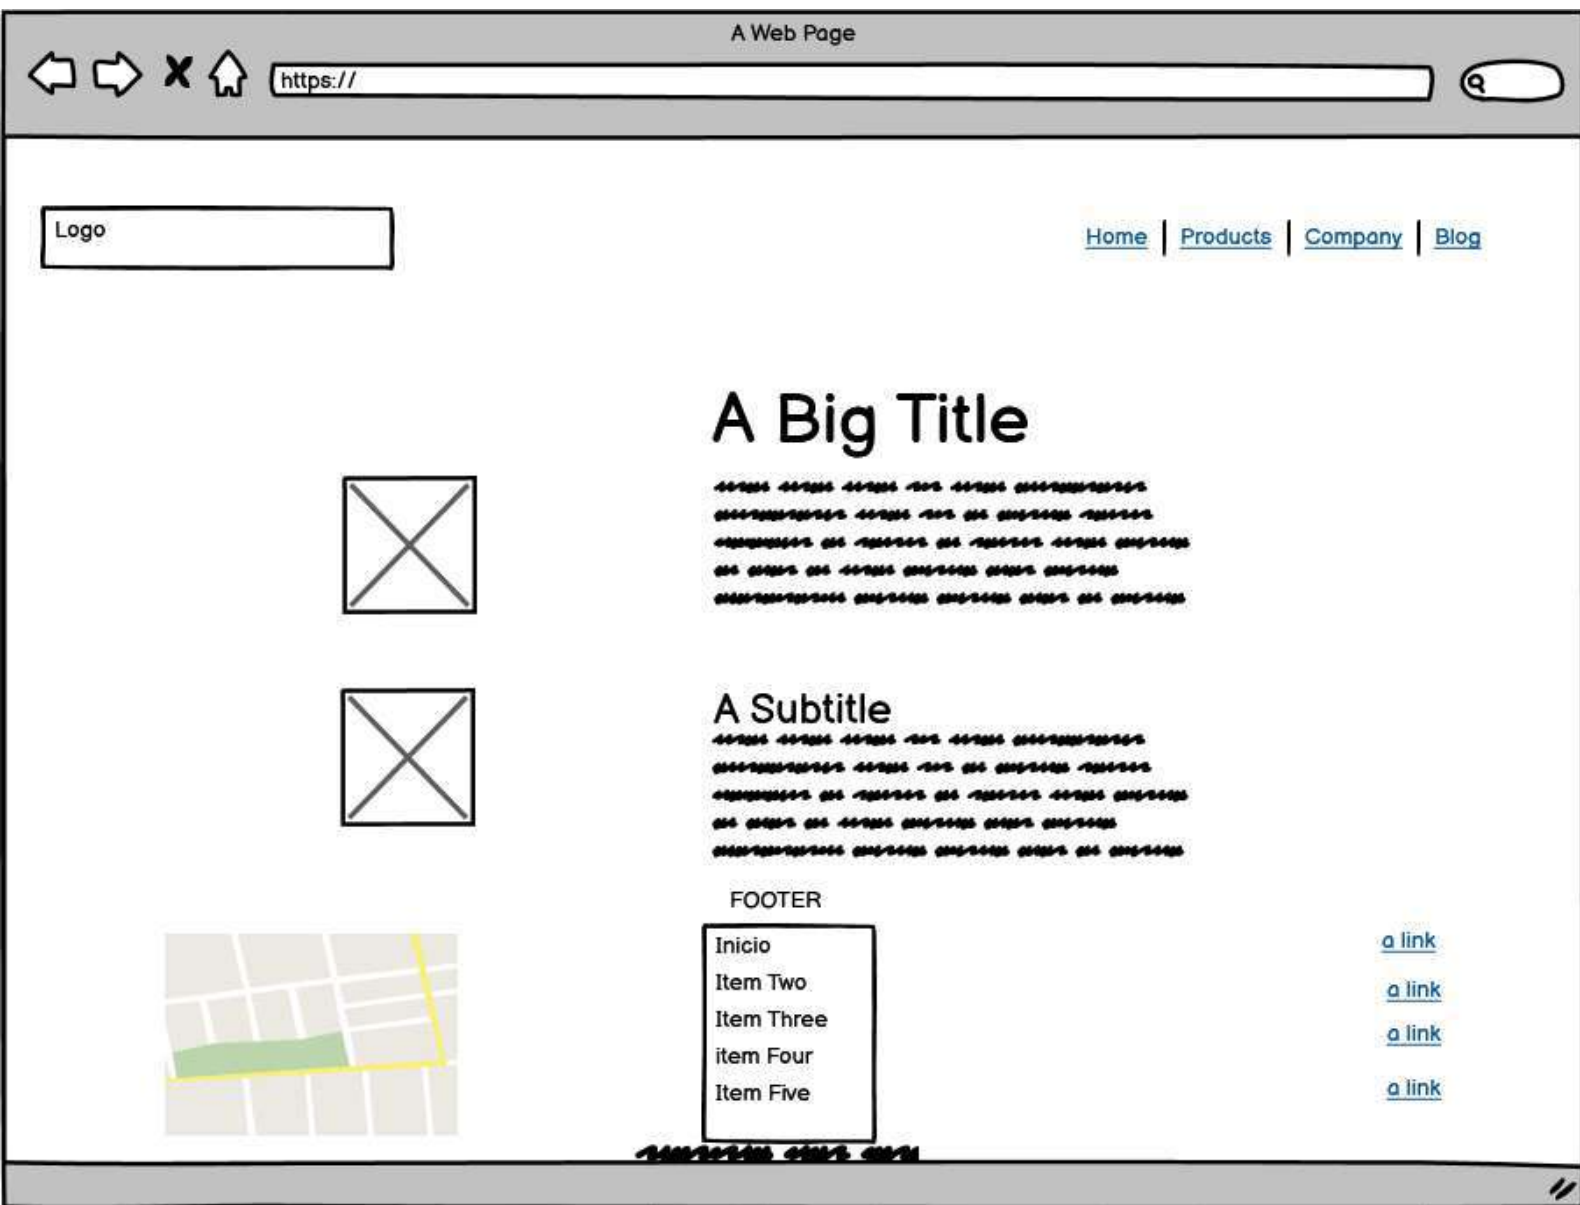 A Web Page
https://
Logo
Home Products Company Blog
A Big Title
A Subtitle
FOOTER
Inicio
Item Two
Item Three
item Four
Item Five
a link
a link
a link
a link